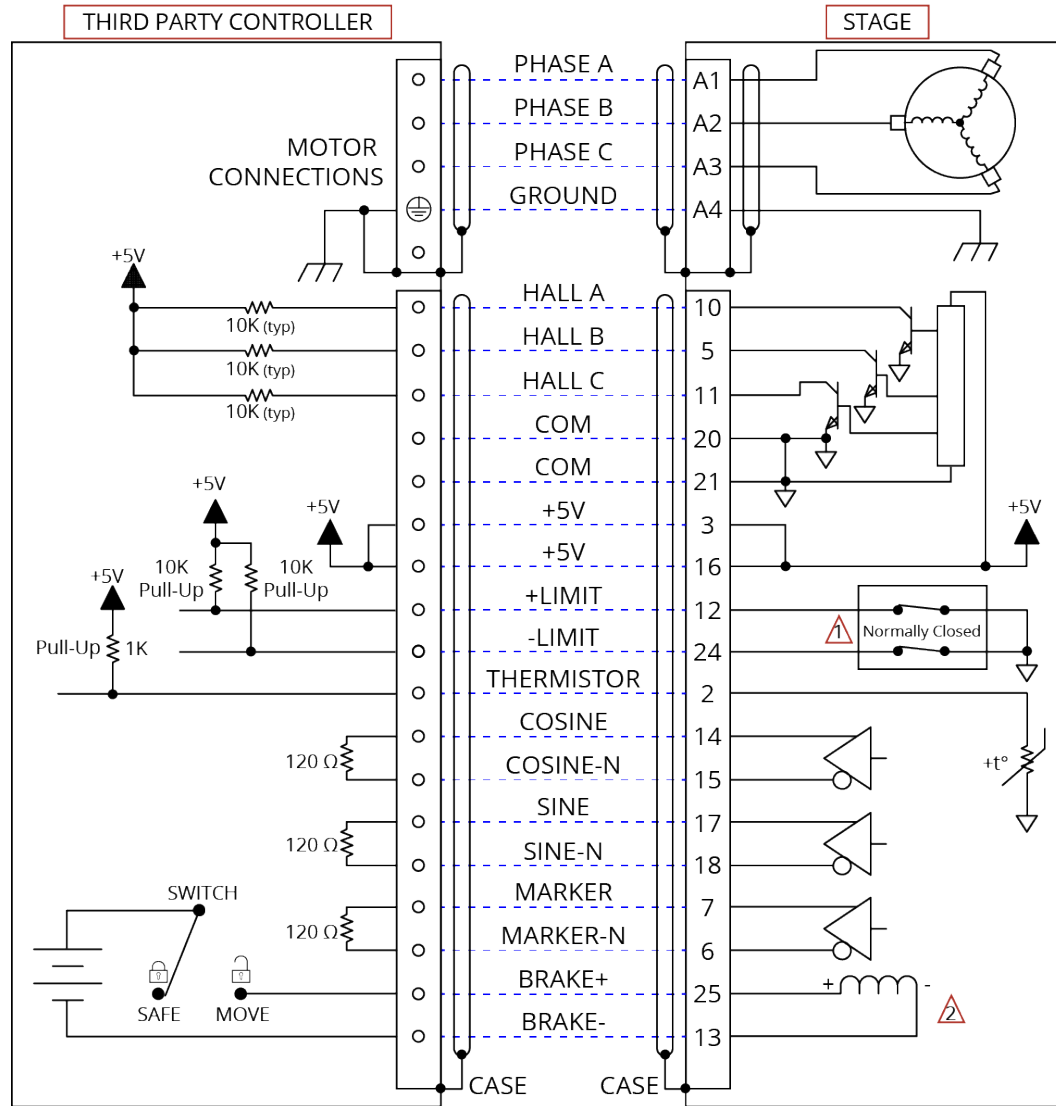 THIRD PARTY CONTROLLER
STAGE
MOTOR
CONNECTIONS
PHASE A
A1
PHASE B
A2
PHASE C
A3
GROUND
A4
+5V
10K (typ)
10K (typ)
10K (typ)
HALL A
10
HALL B
5
HALL C
11
COM
20
COM
21
+5V
3
+5V
16
+5V
+5V
+5V
+5V
10K
Pull-Up
10K
Pull-Up
Pull-Up
1K
+LIMIT
12
-LIMIT
24
1
Normally Closed
THERMISTOR
2
+t°
COSINE
14
120 Ω
COSINE-N
15
SINE
17
120 Ω
SINE-N
18
MARKER
7
120 Ω
MARKER-N
6
SWITCH
SAFE
MOVE
BRAKE+
25
+
-
2
BRAKE-
13
CASE
CASE